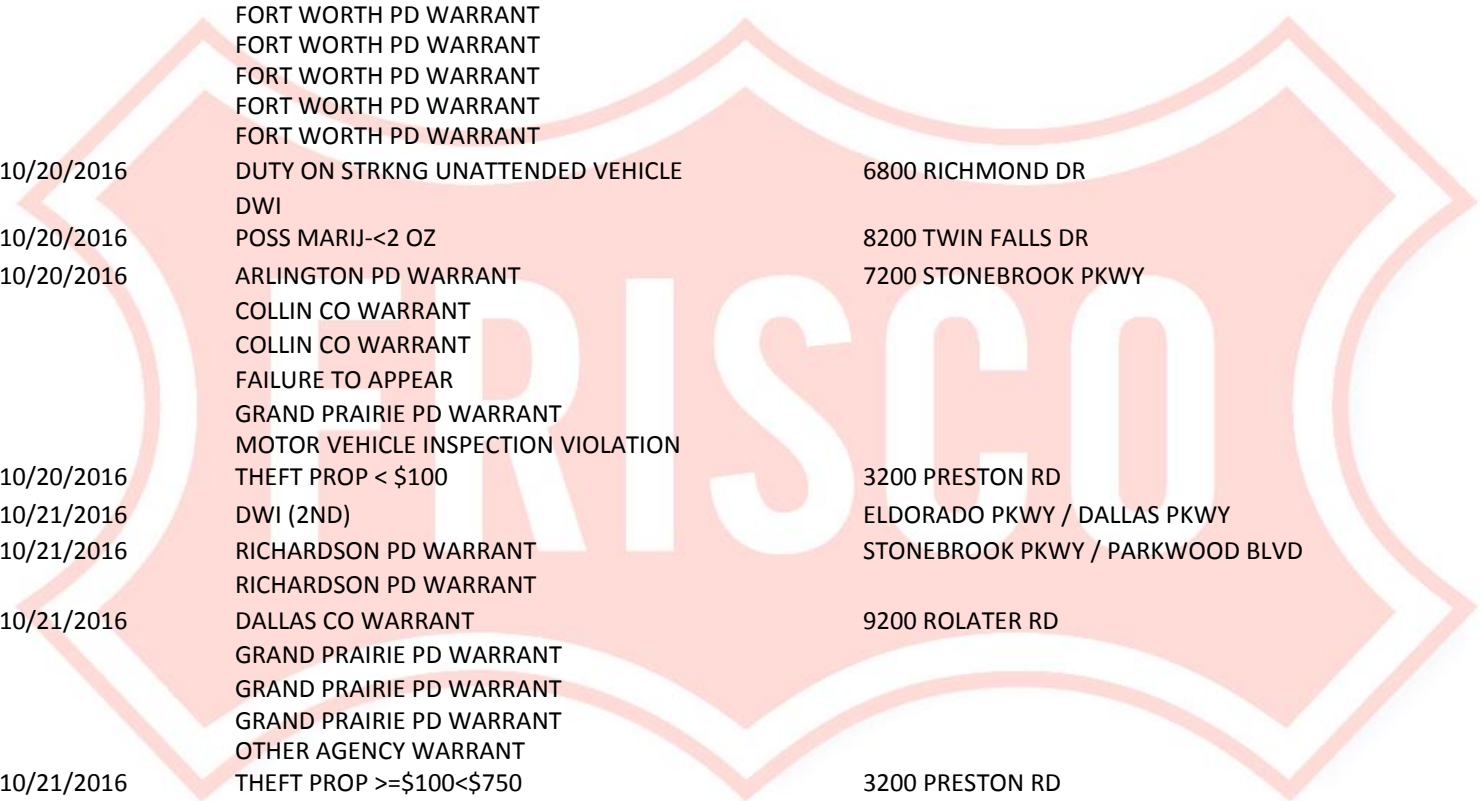 FORT WORTH PD WARRANT
FORT WORTH PD WARRANT
FORT WORTH PD WARRANT
FORT WORTH PD WARRANT
FORT WORTH PD WARRANT
10/20/2016 DUTY ON STRKNG UNATTENDED VEHICLE 6800 RICHMOND DR
DWI
10/20/2016 POSS MARIJ-<2 OZ 8200 TWIN FALLS DR
10/20/2016 ARLINGTON PD WARRANT 7200 STONEBROOK PKWY
COLLIN CO WARRANT
COLLIN CO WARRANT
FAILURE TO APPEAR
GRAND PRAIRIE PD WARRANT
MOTOR VEHICLE INSPECTION VIOLATION
10/20/2016 THEFT PROP < $100 3200 PRESTON RD
10/21/2016 DWI (2ND) ELDORADO PKWY / DALLAS PKWY
10/21/2016 RICHARDSON PD WARRANT STONEBROOK PKWY / PARKWOOD BLVD
RICHARDSON PD WARRANT
10/21/2016 DALLAS CO WARRANT 9200 ROLATER RD
GRAND PRAIRIE PD WARRANT
GRAND PRAIRIE PD WARRANT
GRAND PRAIRIE PD WARRANT
OTHER AGENCY WARRANT
10/21/2016 THEFT PROP >=$100<$750 3200 PRESTON RD
FRISCO